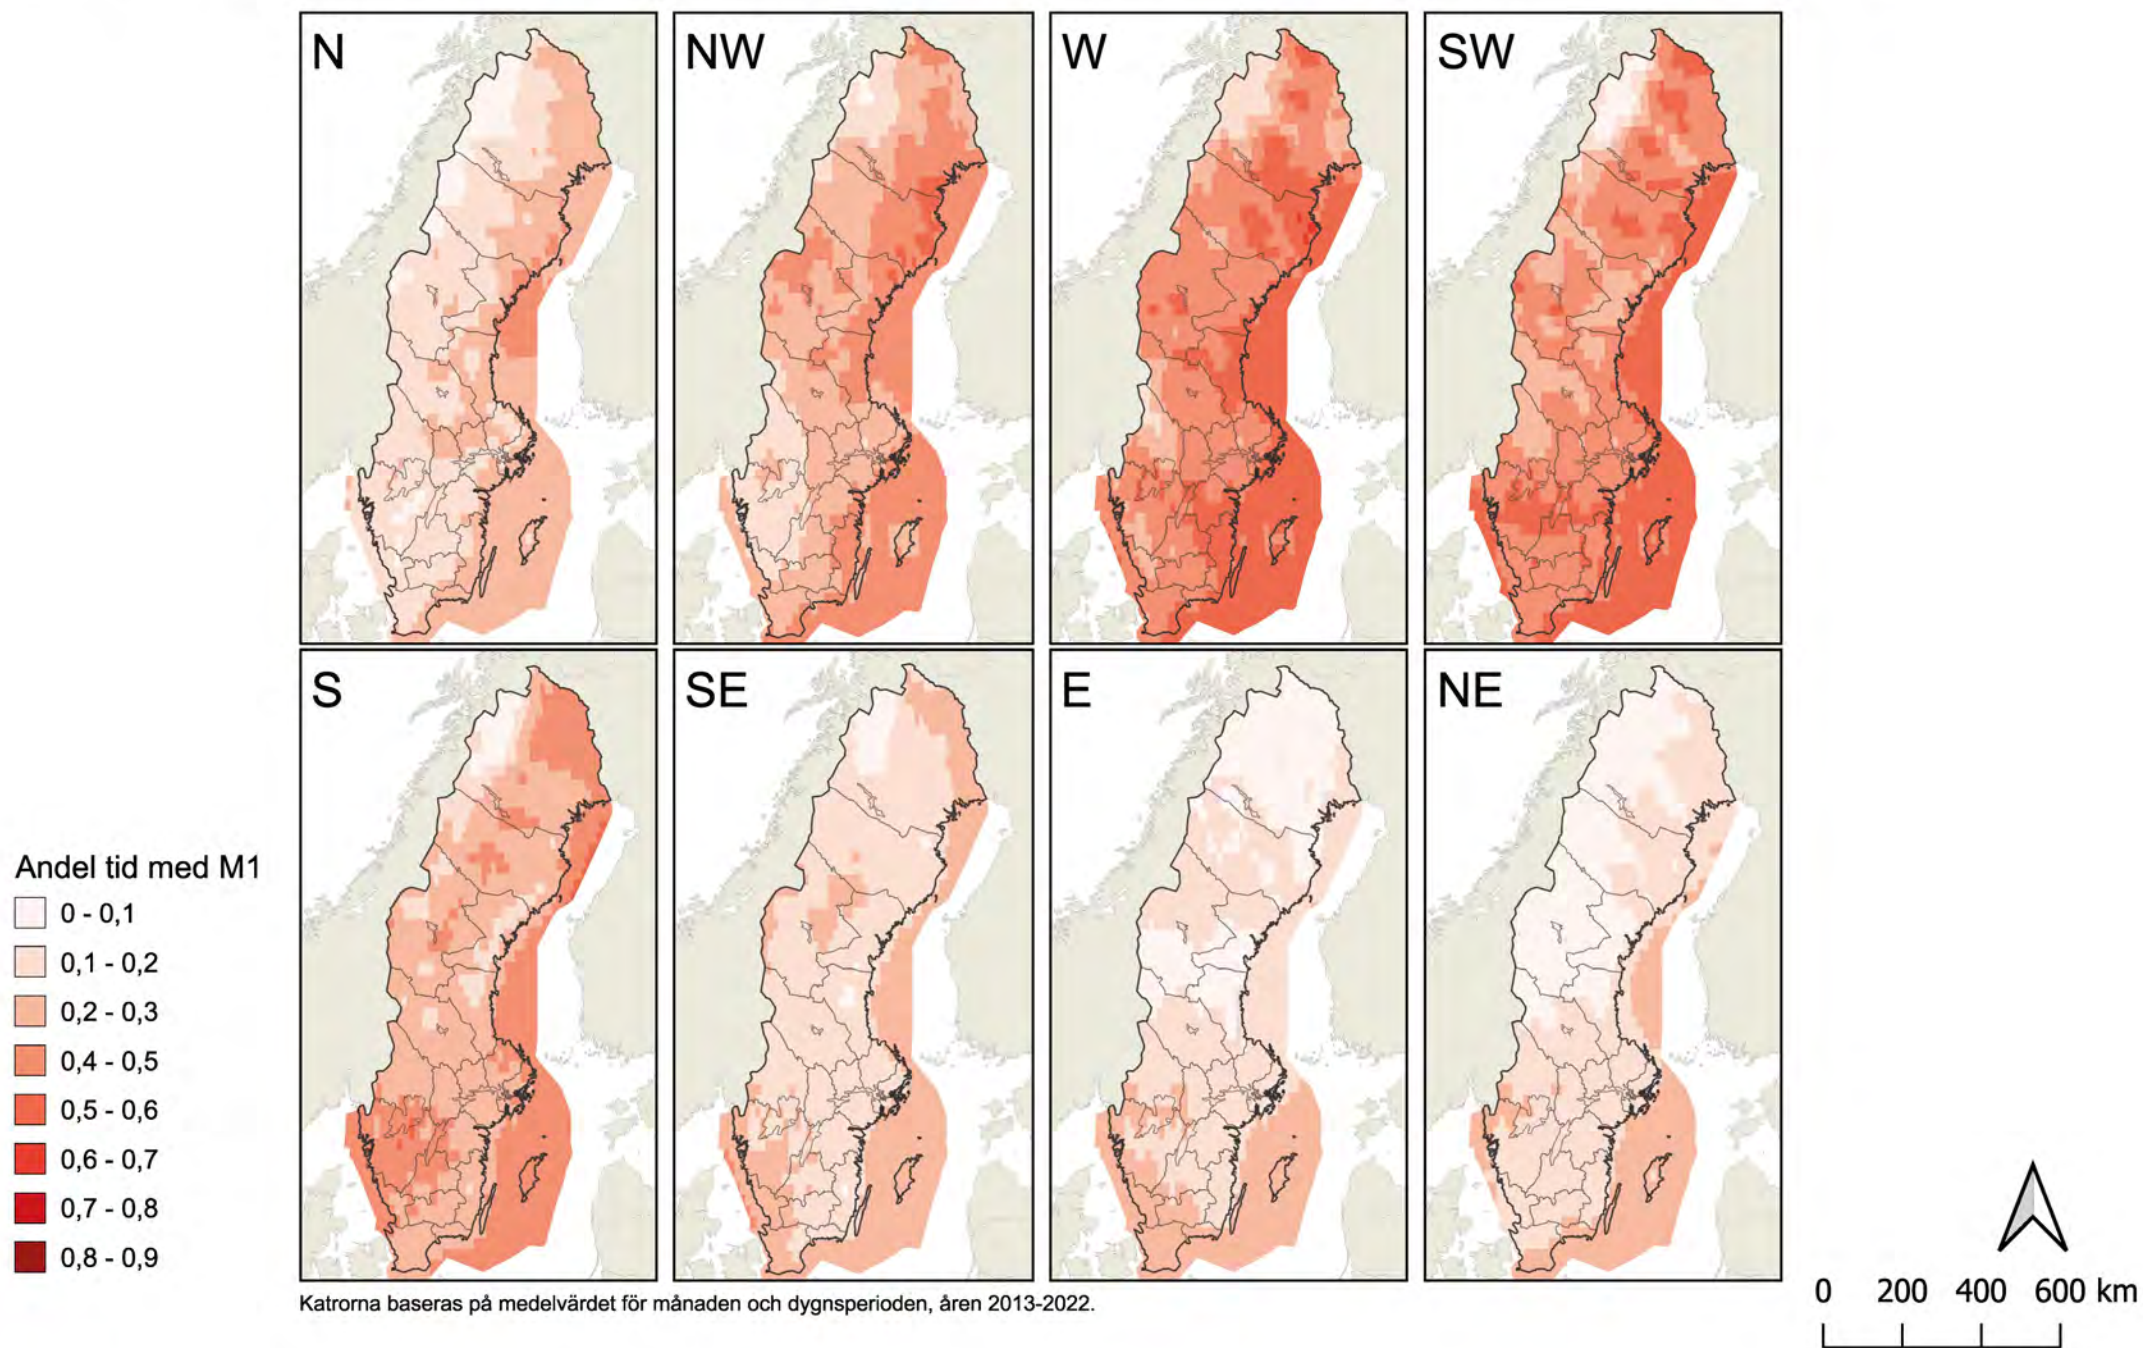 N
NW
W
SW
S
SE
E
NE
Andel tid med M1
0 - 0,1
0,1 - 0,2
0,2 - 0,3
0,4 - 0,5
0,5 - 0,6
0,6 - 0,7
0,7 - 0,8
0,8 - 0,9
Katrorna baseras på medelvärdet för månaden och dygnsperioden, åren 2013-2022.
0 200 400 600 km